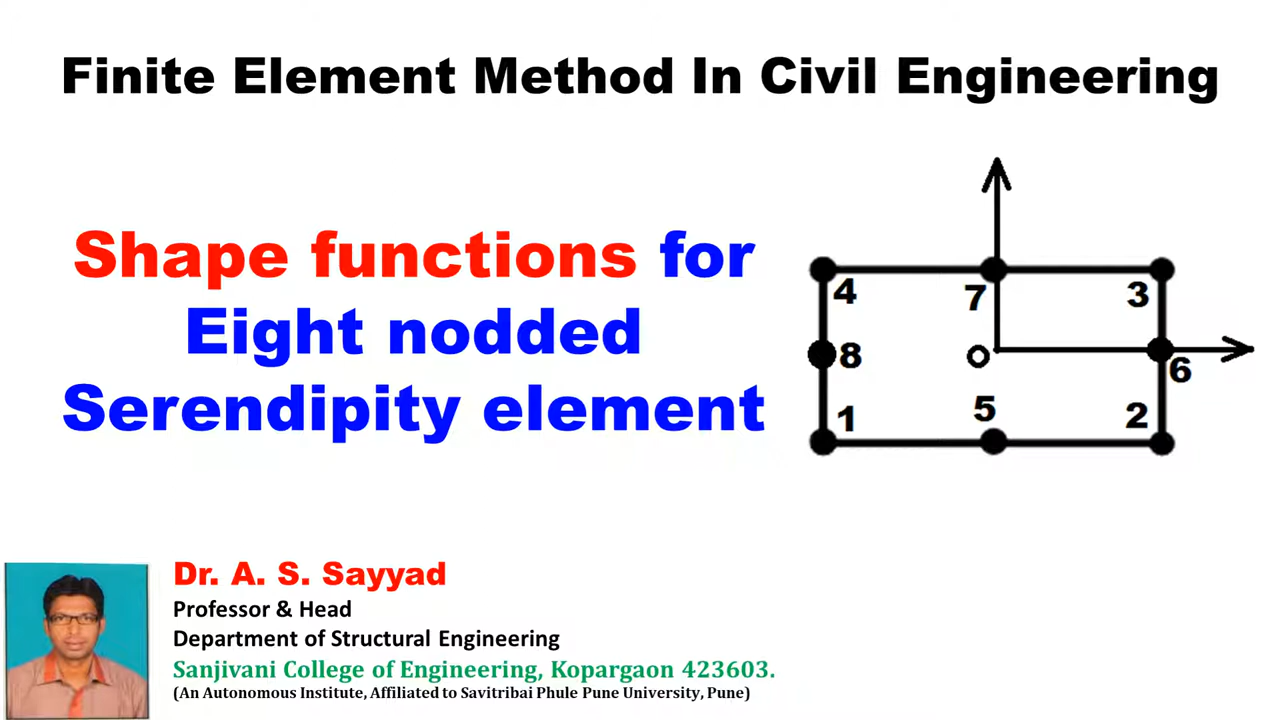 Finite Element Method In Civil Engineering
Shape functions for
Eight nodded
Serendipity element
4 7 3
8 O 6
1 5 2
Dr. A. S. Sayyad
Professor & Head
Department of Structural Engineering
Sanjivani College of Engineering, Kopargaon 423603.
(An Autonomous Institute, Affiliated to Savitribai Phule Pune University, Pune)